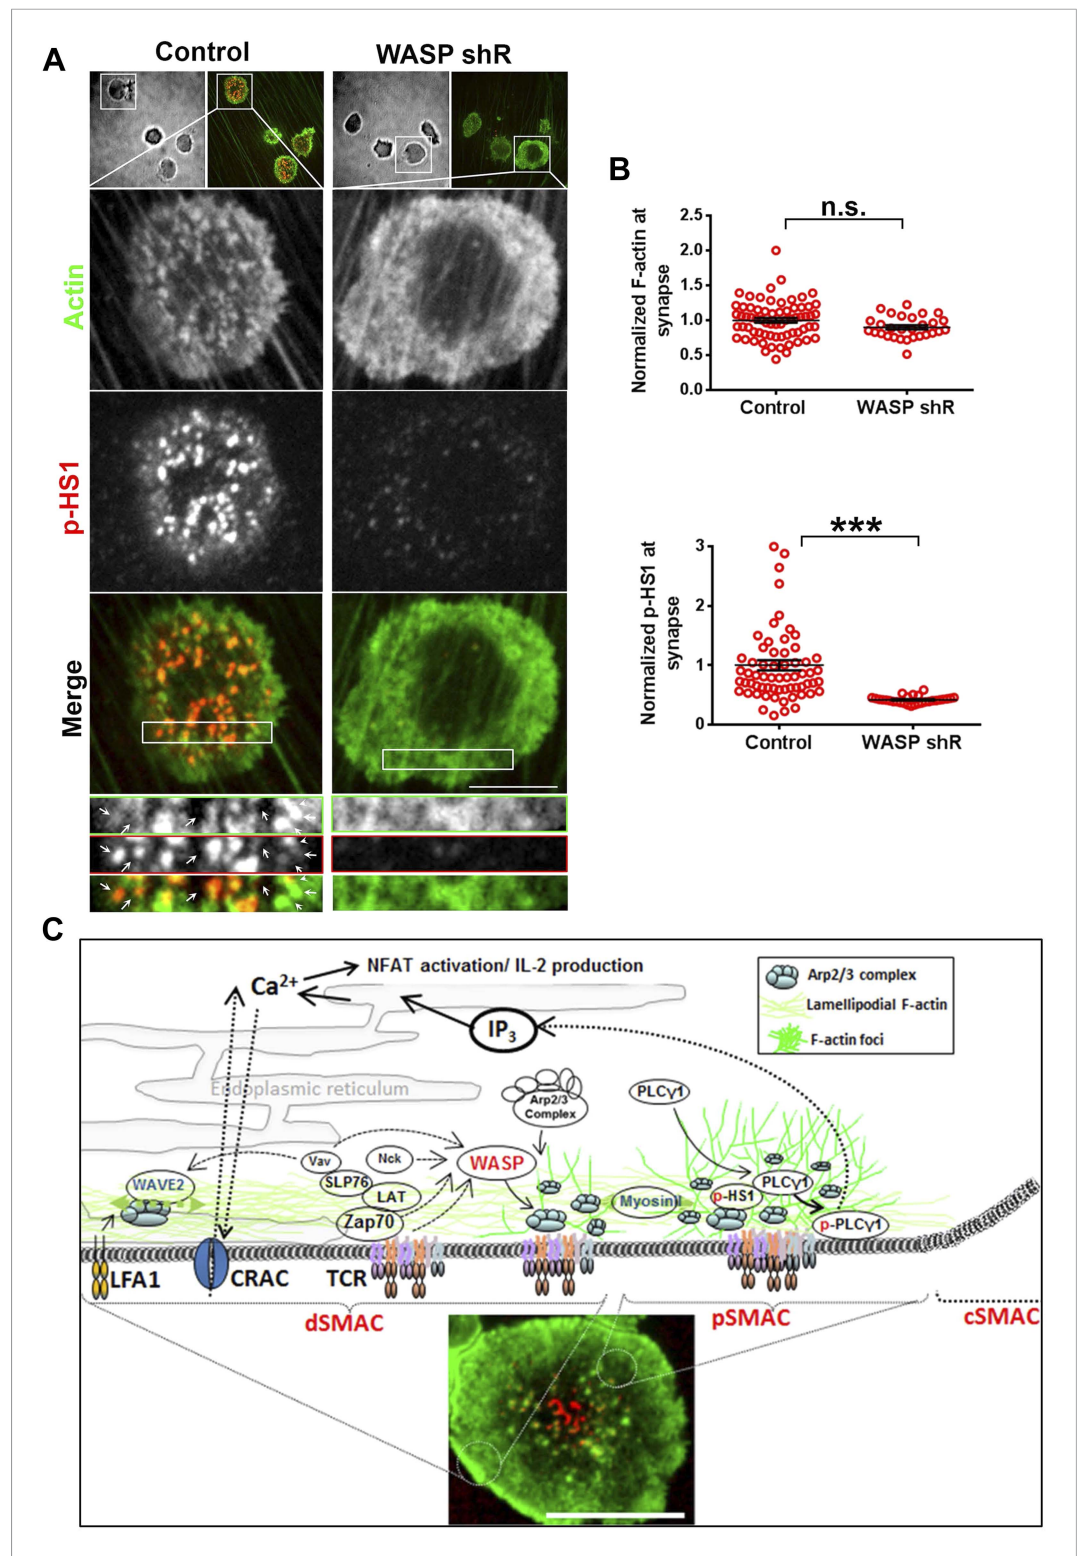 A
Control
WASP shR
Actin
p-HS1
Merge
B
Normalized F-actin at
synapse
n.s.
2.5
2.0
1.5
1.0
0.5
0.0
Control
WASP shR
Normalized p-HS1 at
synapse
***
3
2
1
0
Control
WASP shR
C
Ca2+
NFAT activation/ IL-2 production
IP3
Endoplasmic reticulum
Arp2/3 complex
Lamellipodial F-actin
F-actin foci
Arp2/3
Complex
PLCγ1
Vav
Nck
WASP
WAVE2
SLP76
LAT
Zap70
MyosinII
p-HS1
PLCγ1
p-PLCγ1
LFA1
CRAC
TCR
dSMAC
pSMAC
cSMAC